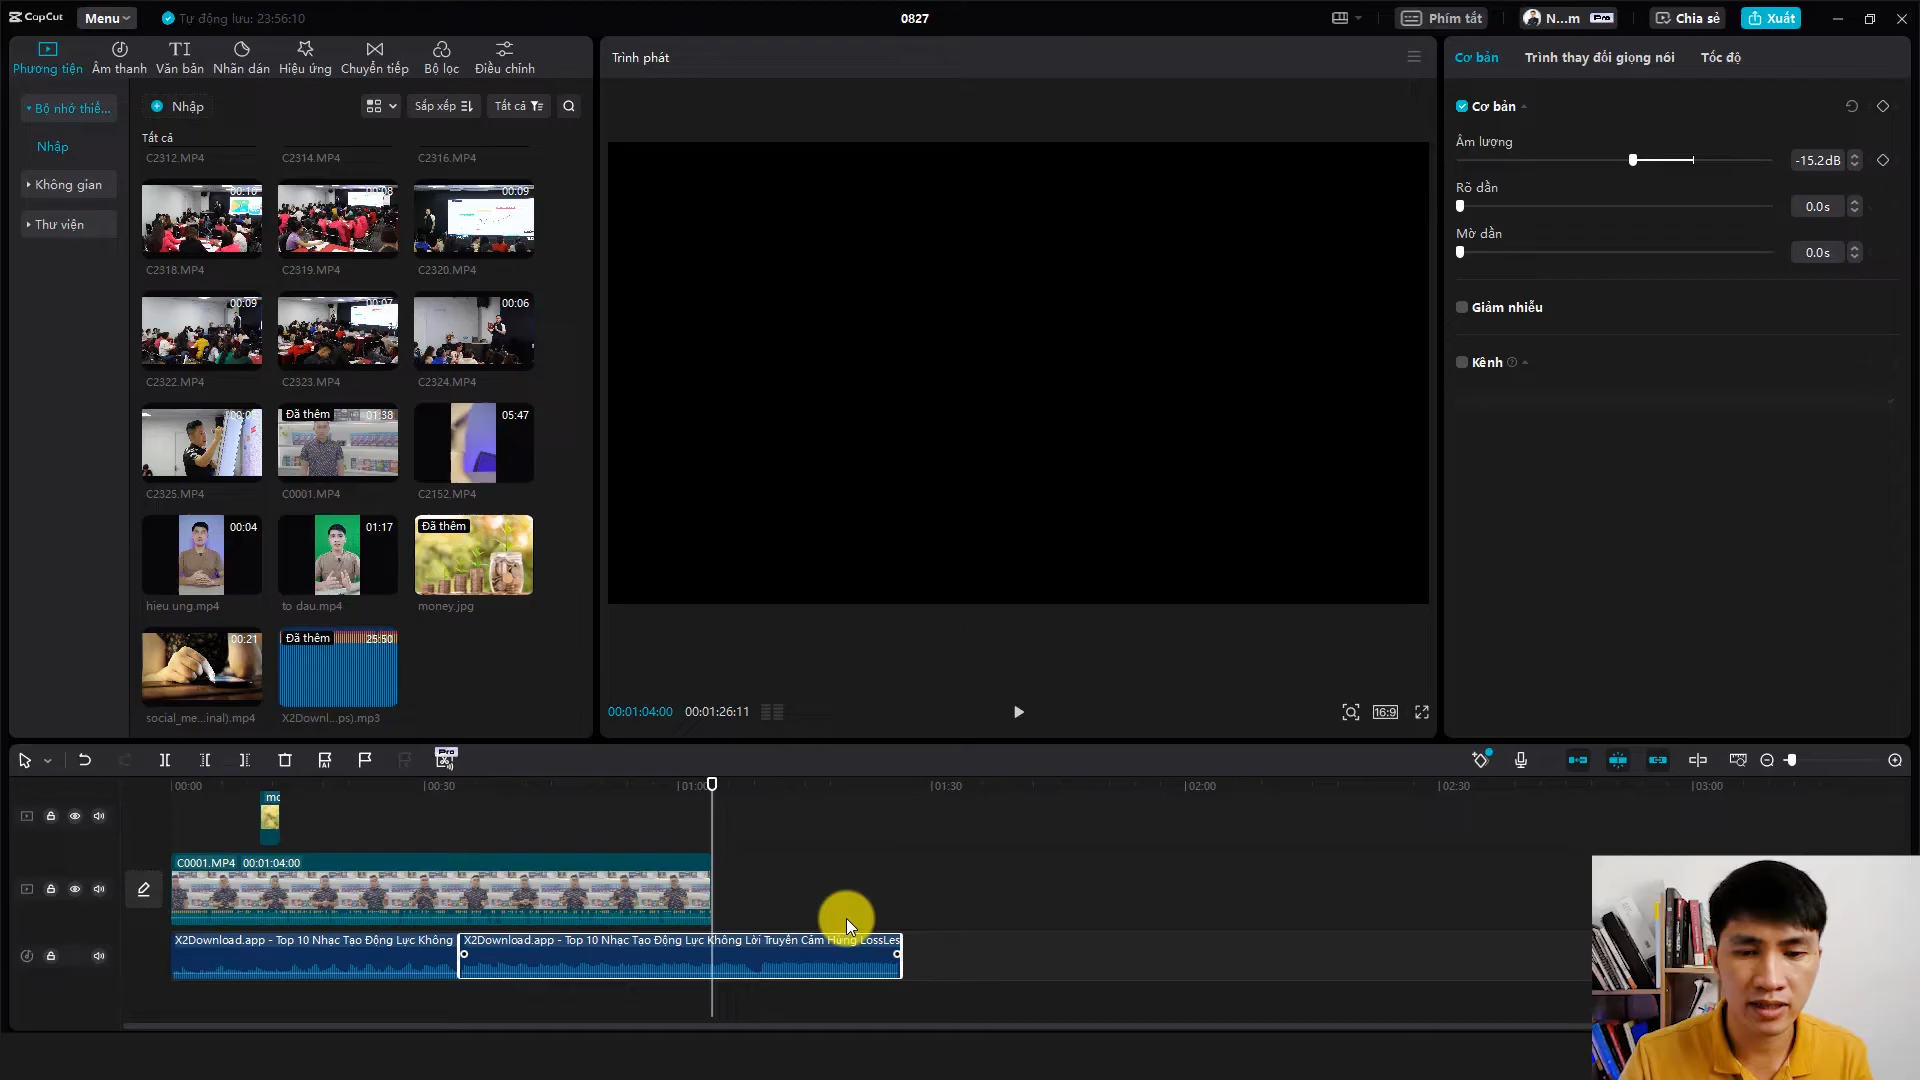 CapCut
Menu
Tự động lưu: 23:56:10
0827
Phím tắt
N...m
Pro
Chia sẻ
Xuất
Phương tiện
Âm thanh
Văn bản
Nhãn dán
Hiệu ứng
Chuyển tiếp
Bộ lọc
Điều chỉnh
Bộ nhớ thiế...
Nhập
Không gian
Thư viện
Nhập
Sắp xếp
Tất cả
Tất cả
C2312.MP4
C2314.MP4
C2316.MP4
00:10
00:08
00:09
C2318.MP4
C2319.MP4
C2320.MP4
00:09
00:07
00:06
C2322.MP4
C2323.MP4
C2324.MP4
Đã thêm
01:38
05:47
C2325.MP4
C0001.MP4
C2152.MP4
00:04
01:17
Đã thêm
hieu ung.mp4
to dau.mp4
money.jpg
00:21
Đã thêm
25:50
social_me...inal).mp4
X2Downl...ps).mp3
Trình phát
00:01:04:00
00:01:26:11
16:9
Cơ bản
Trình thay đổi giọng nói
Tốc độ
Cơ bản
Âm lượng
-15.2dB
Rõ dần
0.0s
Mờ dần
0.0s
Giảm nhiễu
Kênh
Pro
00:00
00:30
01:00
01:30
02:00
02:30
03:00
C0001.MP4 00:01:04:00
X2Download.app - Top 10 Nhạc Tạo Động Lực Không
X2Download.app - Top 10 Nhạc Tạo Động Lực Không Lời Truyền Cảm Hứng LossLes